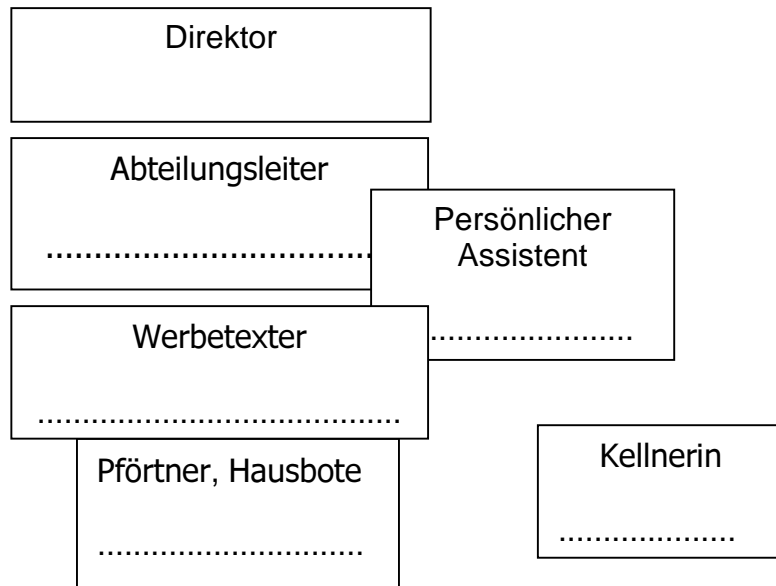 Direktor
Abteilungsleiter
.......................................
Persönlicher
Assistent
........................
Werbetexter
.........................................
Pförtner, Hausbote
..............................
Kellnerin
....................